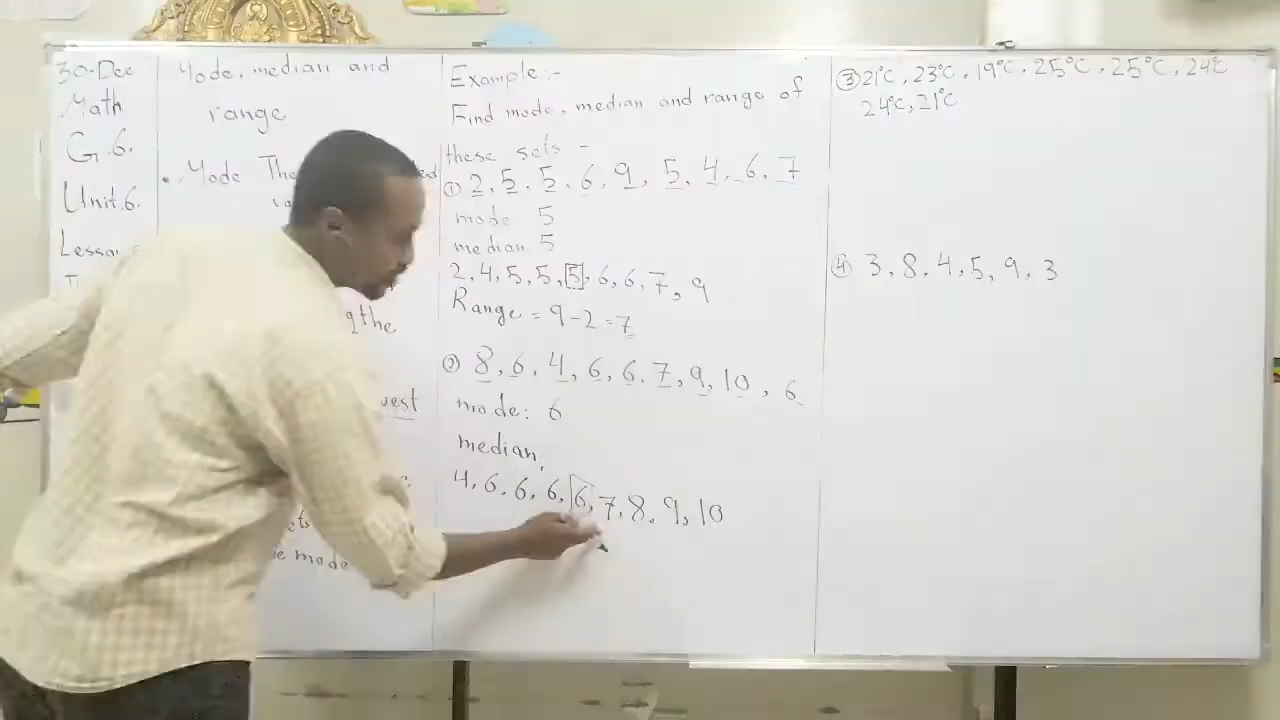 30-Dec
Math
G.6.
Unit.6.
Mode, median and
range
Mode The
g the
west
mode
Example:-
Find mode, median and range of
these sets -
① 2, 5, 5, 6, 9, 5, 4, 6, 7
mode 5
median 5
2, 4, 5, 5, 5, 6, 6, 7, 9
Range = 9-2=7
② 8, 6, 4, 6, 6, 7, 9, 10, 6
mode: 6
median:
4, 6, 6, 6, 6, 7, 8, 9, 10
③ 21°C, 23°C, 19°C, 25°C, 25°C, 24°C
24°C, 21°C
④ 3, 8, 4, 5, 9, 3